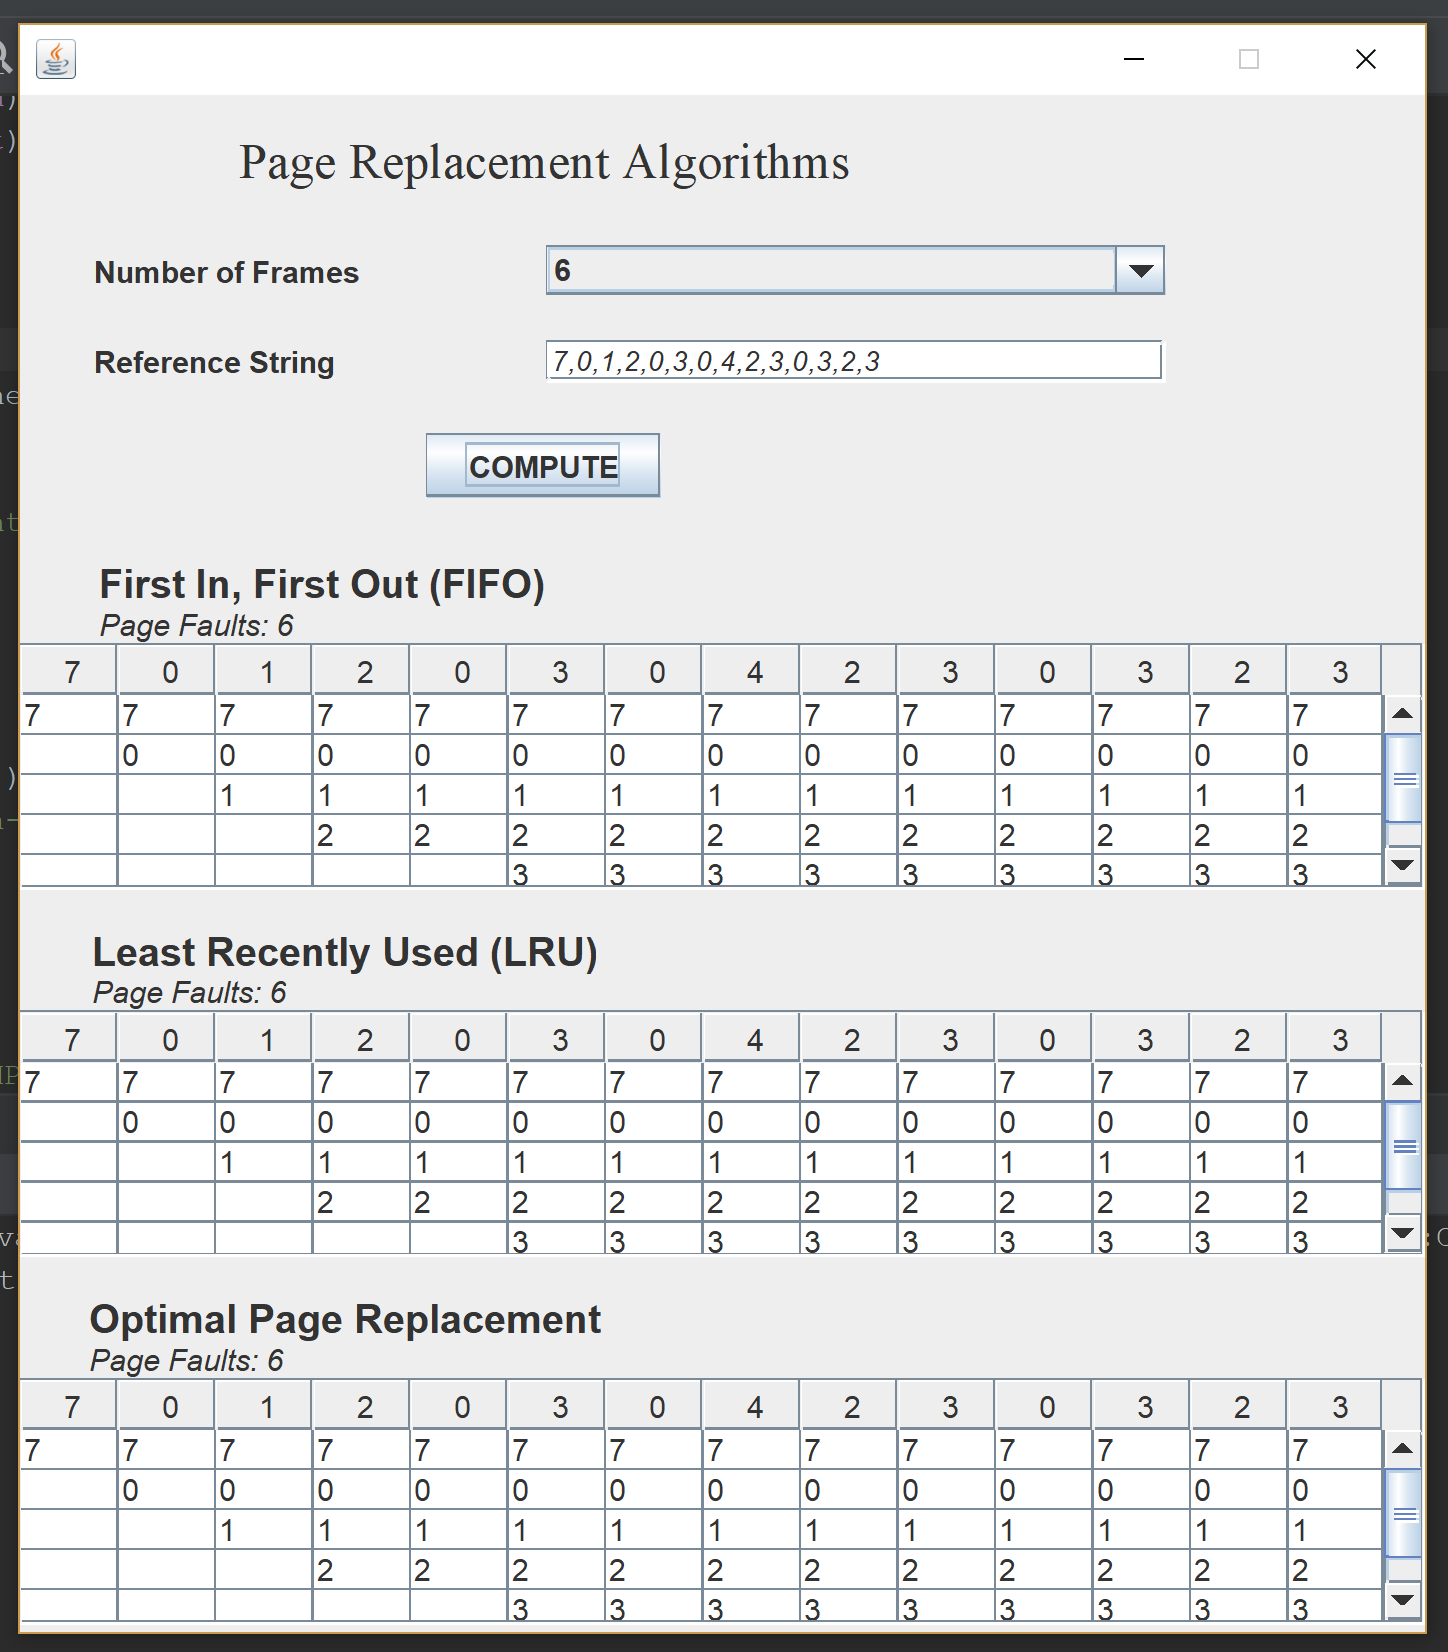 Page Replacement Algorithms
Number of Frames 6
Reference String 7,0,1,2,0,3,0,4,2,3,0,3,2,3
COMPUTE
First In, First Out (FIFO)
Page Faults: 6
7 0 1 2 0 3 0 4 2 3 0 3 2 3
7 7 7 7 7 7 7 7 7 7 7 7 7 7
0 0 0 0 0 0 0 0 0 0 0 0 0
1 1 1 1 1 1 1 1 1 1 1 1
2 2 2 2 2 2 2 2 2 2 2
3 3 3 3 3 3 3 3 3
Least Recently Used (LRU)
Page Faults: 6
7 0 1 2 0 3 0 4 2 3 0 3 2 3
7 7 7 7 7 7 7 7 7 7 7 7 7 7
0 0 0 0 0 0 0 0 0 0 0 0 0
1 1 1 1 1 1 1 1 1 1 1 1
2 2 2 2 2 2 2 2 2 2 2
3 3 3 3 3 3 3 3 3
Optimal Page Replacement
Page Faults: 6
7 0 1 2 0 3 0 4 2 3 0 3 2 3
7 7 7 7 7 7 7 7 7 7 7 7 7 7
0 0 0 0 0 0 0 0 0 0 0 0 0
1 1 1 1 1 1 1 1 1 1 1 1
2 2 2 2 2 2 2 2 2 2 2
3 3 3 3 3 3 3 3 3